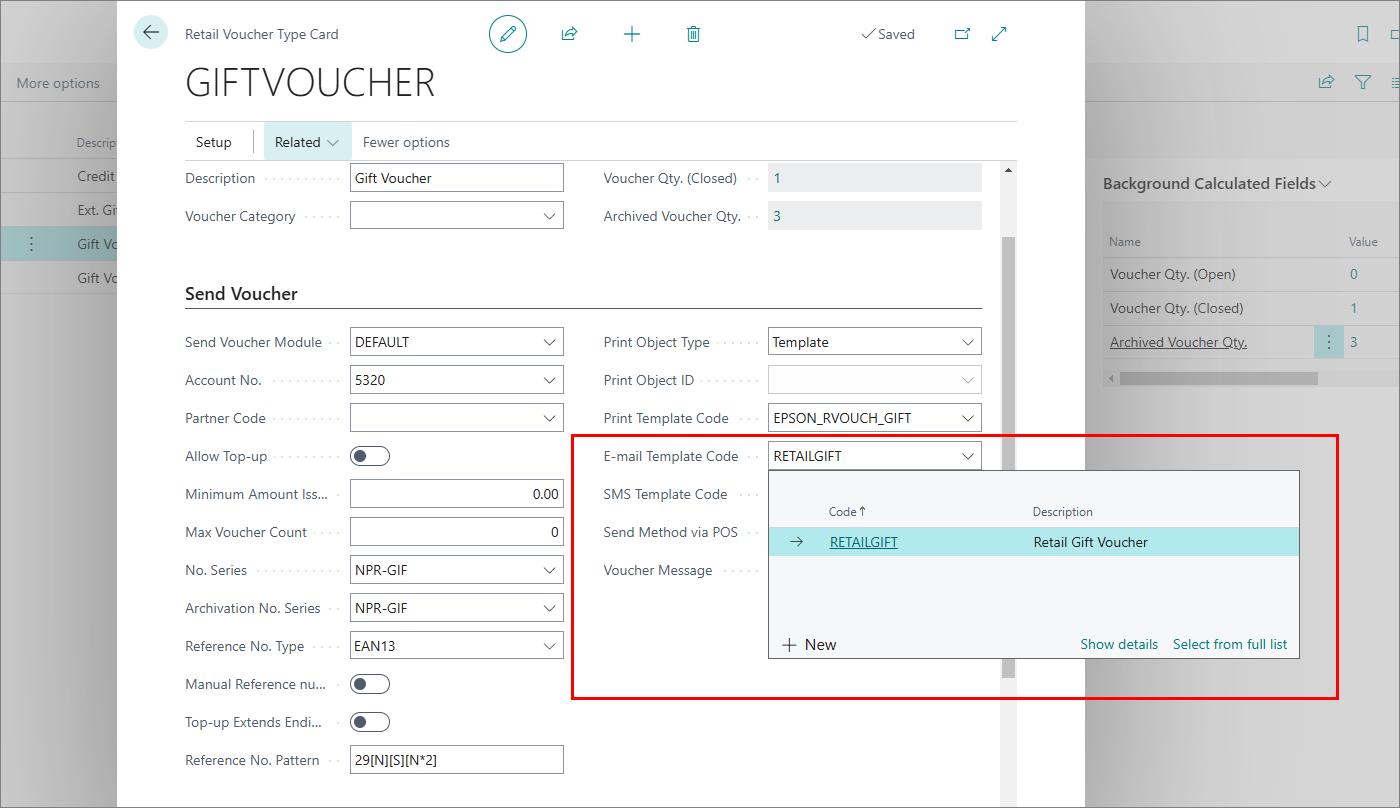 Retail Voucher Type Card
Saved
GIFTVOUCHER
More options
Setup
Related
Fewer options
Descrip
Credit
Ext. Gi
Gift Vo
Gift Vo
Description
Gift Voucher
Voucher Category
Voucher Qty. (Closed)
1
Archived Voucher Qty.
3
Send Voucher
Send Voucher Module
DEFAULT
Account No.
5320
Partner Code
Allow Top-up
Minimum Amount Iss...
0.00
Max Voucher Count
0
No. Series
NPR-GIF
Archivation No. Series
NPR-GIF
Reference No. Type
EAN13
Manual Reference nu...
Top-up Extends Endi...
Reference No. Pattern
29[N][S][N*2]
Print Object Type
Template
Print Object ID
Print Template Code
EPSON_RVOUCH_GIFT
E-mail Template Code
RETAILGIFT
SMS Template Code
Send Method via POS
Voucher Message
Code↑
Description
RETAILGIFT
Retail Gift Voucher
New
Show details
Select from full list
Background Calculated Fields
Name
Value
Voucher Qty. (Open)
0
Voucher Qty. (Closed)
1
Archived Voucher Qty.
3